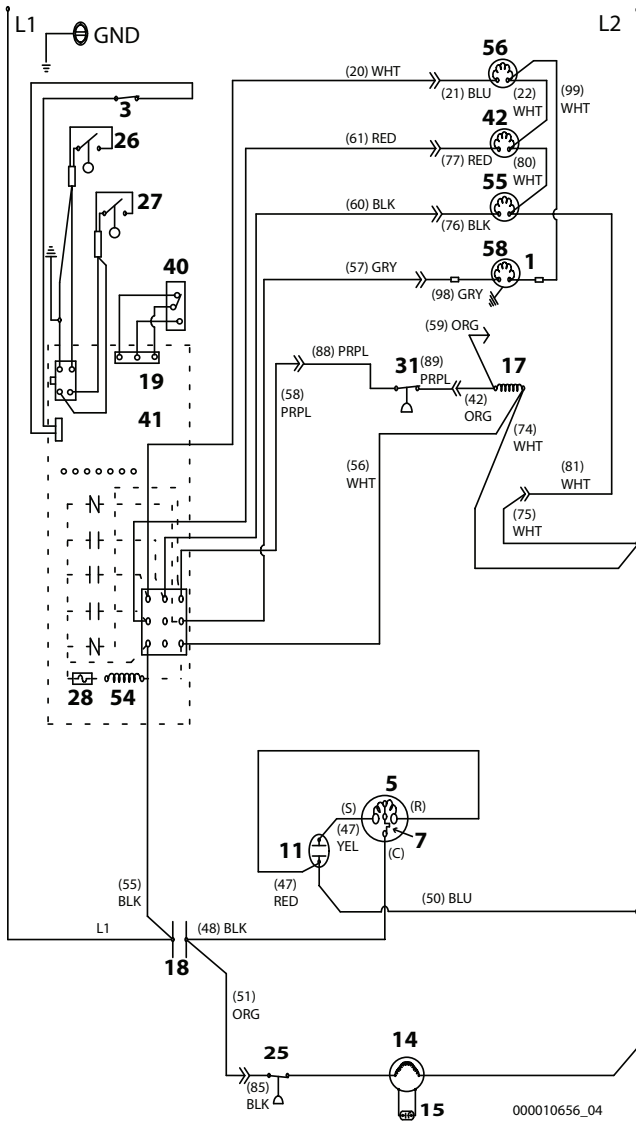 L1
GND
L2
56
(20) WHT
(21) BLU
(22)
WHT
(99)
WHT
3
26
42
(61) RED
(77) RED
(80)
WHT
27
55
(60) BLK
(76) BLK
58
1
40
(57) GRY
(98) GRY
(59) ORG
19
(88) PRPL
31
(89)
PRPL
17
41
(58)
PRPL
(42)
ORG
(74)
WHT
(56)
WHT
(81)
WHT
(75)
WHT
28
54
5
(S)
(R)
(47)
YEL
7
11
(C)
(55)
BLK
(47)
RED
(50) BLU
L1
(48) BLK
18
(51)
ORG
25
14
(85)
BLK
15
000010656_04